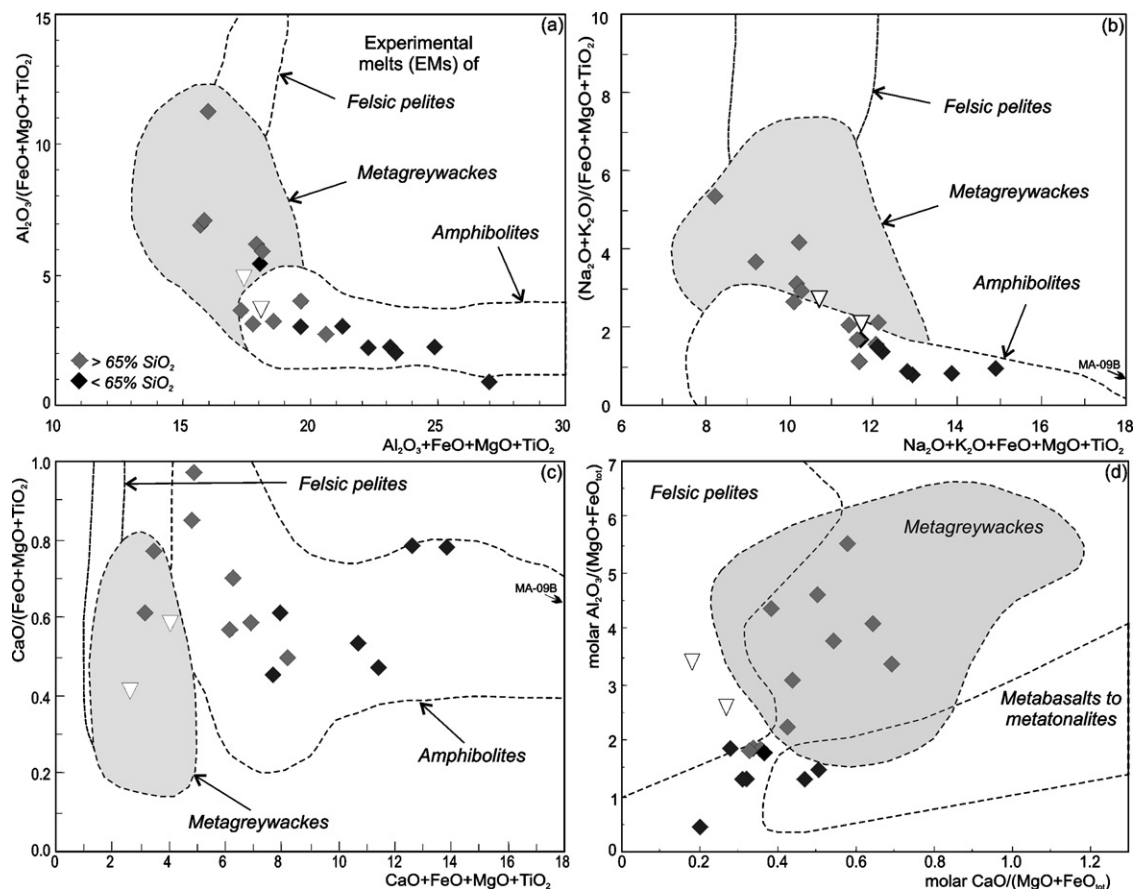 15
10
5
0
Al₂O₃/(FeO+MgO+TiO₂)
(a)
Experimental
melts (EMs) of
Felsic pelites
Metagreywackes
Amphibolites
> 65% SiO₂
< 65% SiO₂
10 15 20 25 30
Al₂O₃+FeO+MgO+TiO₂
10
8
6
4
2
0
(Na₂O+K₂O)/(FeO+MgO+TiO₂)
(b)
Felsic pelites
Metagreywackes
Amphibolites
MA-09B
6 8 10 12 14 16 18
Na₂O+K₂O+FeO+MgO+TiO₂
1.0
0.8
0.6
0.4
0.2
0.0
CaO/(FeO+MgO+TiO₂)
(c)
Felsic pelites
MA-09B
Amphibolites
Metagreywackes
0 2 4 6 8 10 12 14 16 18
CaO+FeO+MgO+TiO₂
7
6
5
4
3
2
1
0
molar Al₂O₃/(MgO+FeOₜₒₜ)
(d)
Felsic pelites
Metagreywackes
Metabasalts to
metatonalites
0 0.2 0.4 0.6 0.8 1.0 1.2
molar CaO/(MgO+FeOₜₒₜ)